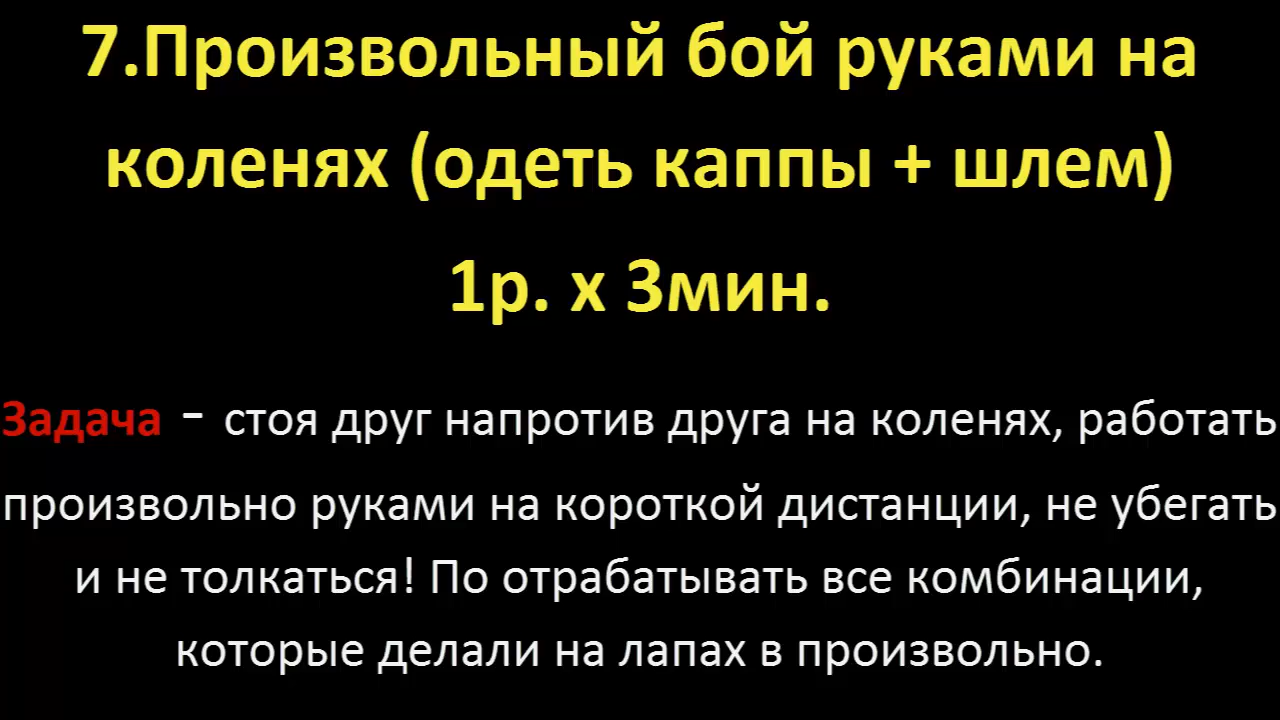 7.Произвольный бой руками на
коленях (одеть каппы + шлем)
1р. х 3мин.
Задача - стоя друг напротив друга на коленях, работать
произвольно руками на короткой дистанции, не убегать
и не толкаться! По отрабатывать все комбинации,
которые делали на лапах в произвольно.